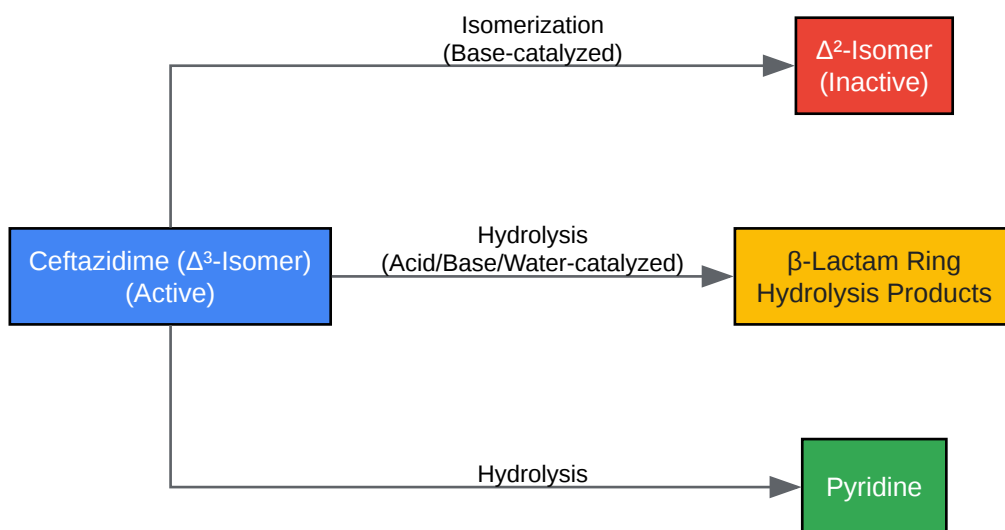 Isomerization
(Base-catalyzed)
Δ²-Isomer
(Inactive)
Ceftazidime (Δ³-Isomer)
(Active)
Hydrolysis
(Acid/Base/Water-catalyzed)
β-Lactam Ring
Hydrolysis Products
Hydrolysis
Pyridine